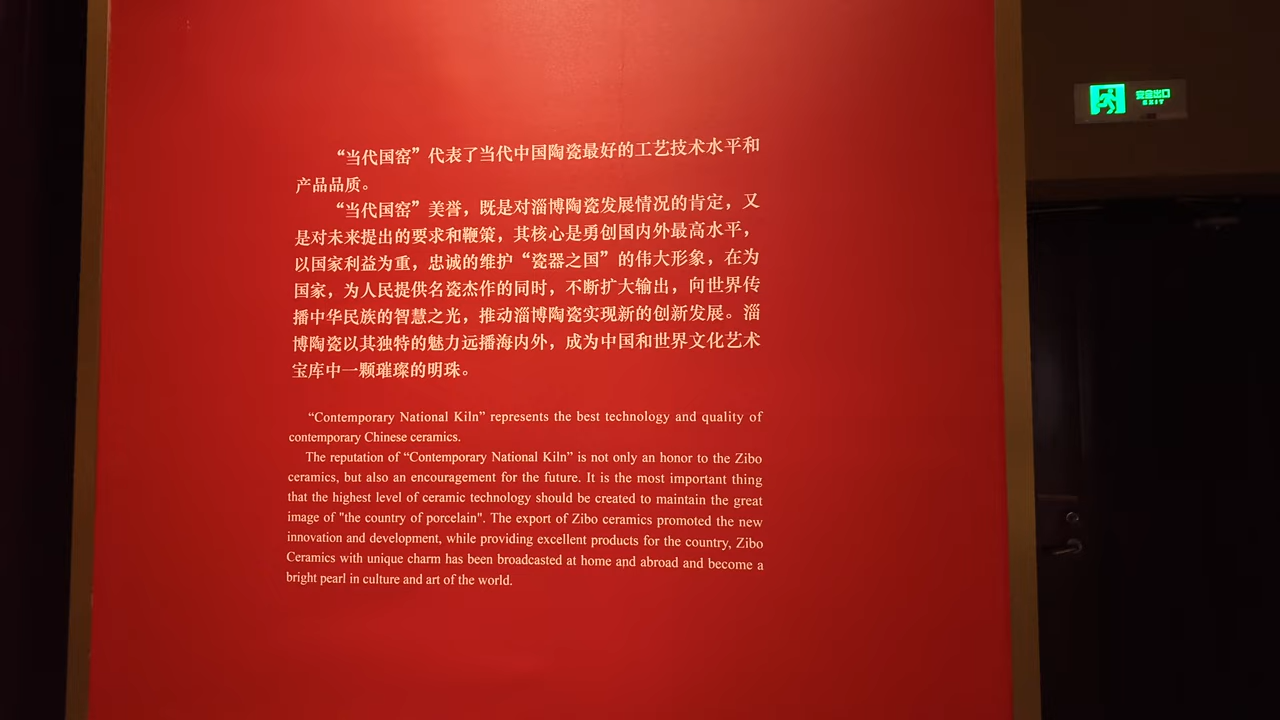 “当代国窑”代表了当代中国陶瓷最好的工艺技术水平和
产品品质。
“当代国窑”美誉，既是对淄博陶瓷发展情况的肯定，又
是对未来提出的要求和鞭策，其核心是勇创国内外最高水平，
以国家利益为重，忠诚的维护“瓷器之国”的伟大形象，在为
国家，为人民提供名瓷杰作的同时，不断扩大输出，向世界传
播中华民族的智慧之光，推动淄博陶瓷实现新的创新发展。淄
博陶瓷以其独特的魅力远播海内外，成为中国和世界文化艺术
宝库中一颗璀璨的明珠。
“Contemporary National Kiln” represents the best technology and quality of
contemporary Chinese ceramics.
The reputation of “Contemporary National Kiln” is not only an honor to the Zibo
ceramics, but also an encouragement for the future. It is the most important thing
that the highest level of ceramic technology should be created to maintain the great
image of "the country of porcelain". The export of Zibo ceramics promoted the new
innovation and development, while providing excellent products for the country, Zibo
Ceramics with unique charm has been broadcasted at home and abroad and become a
bright pearl in culture and art of the world.
安全出口
EXIT